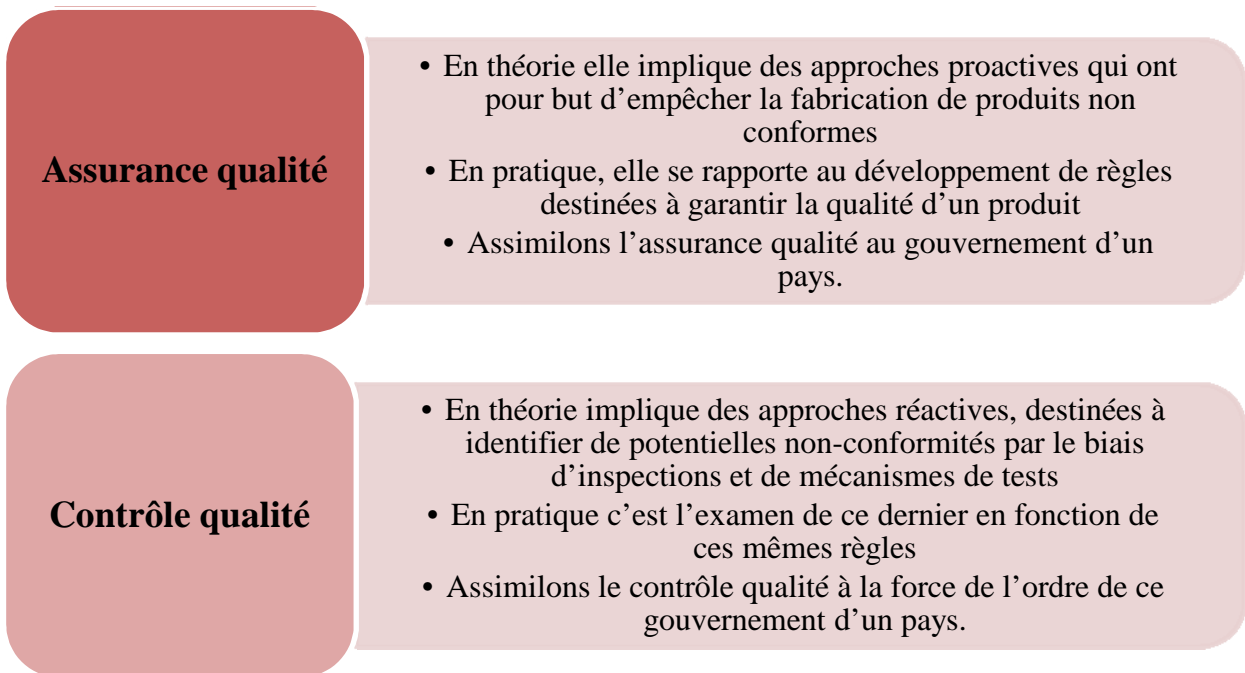 Assurance qualité
• En théorie elle implique des approches proactives qui ont
pour but d’empêcher la fabrication de produits non
conformes
• En pratique, elle se rapporte au développement de règles
destinées à garantir la qualité d’un produit
• Assimilons l’assurance qualité au gouvernement d’un
pays.
Contrôle qualité
• En théorie implique des approches réactives, destinées à
identifier de potentielles non-conformités par le biais
d’inspections et de mécanismes de tests
• En pratique c’est l’examen de ce dernier en fonction de
ces mêmes règles
• Assimilons le contrôle qualité à la force de l’ordre de ce
gouvernement d’un pays.